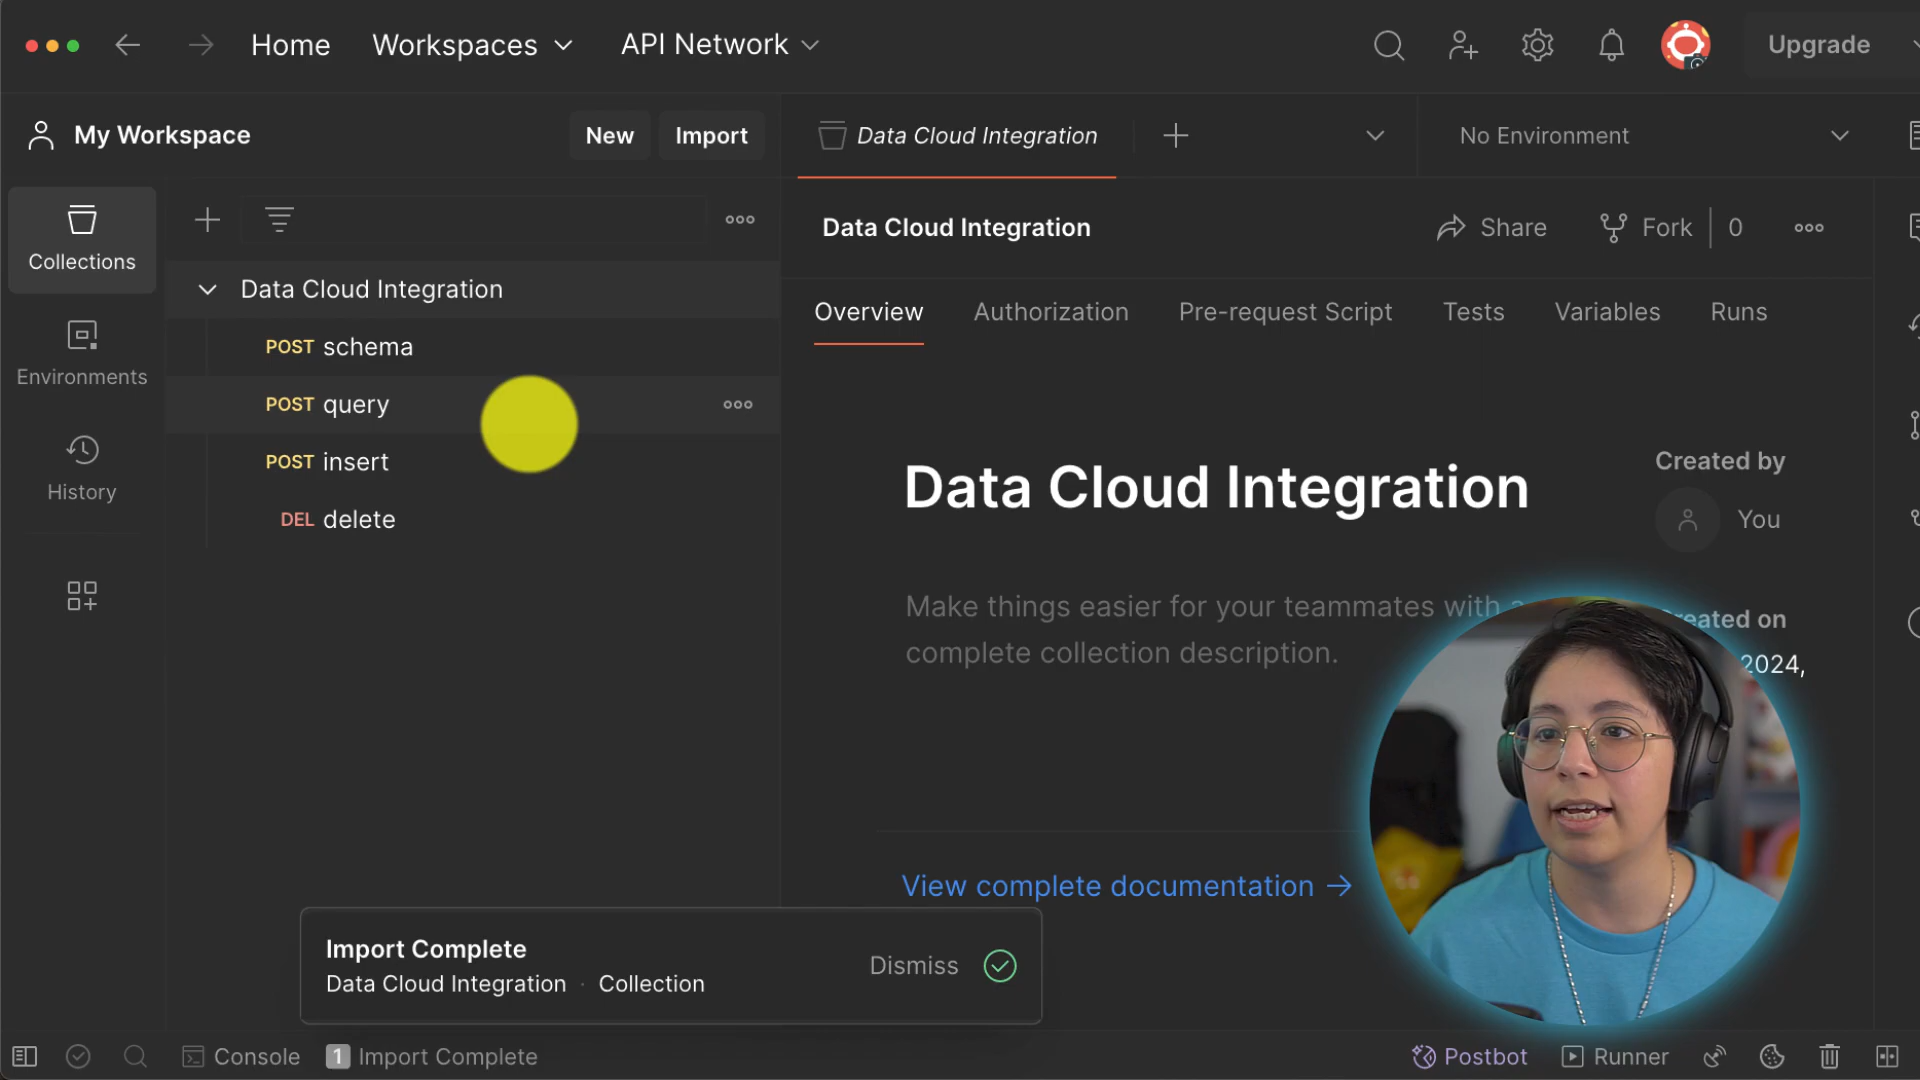 Home
Workspaces
API Network
Upgrade
My Workspace
New
Import
Data Cloud Integration
No Environment
Collections
Environments
History
Data Cloud Integration
POST schema
POST query
POST insert
DEL delete
Data Cloud Integration
Share
Fork
0
Overview
Authorization
Pre-request Script
Tests
Variables
Runs
Data Cloud Integration
Make things easier for your teammates with a
complete collection description.
View complete documentation →
Created by
You
Created on
2024,
Import Complete
Data Cloud Integration · Collection
Dismiss
Console
1 Import Complete
Postbot
Runner